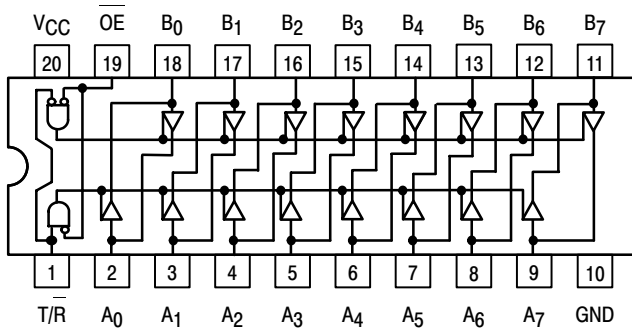 VCC OE B0 B1 B2 B3 B4 B5 B6 B7
20 19 18 17 16 15 14 13 12 11
1 2 3 4 5 6 7 8 9 10
T/R A0 A1 A2 A3 A4 A5 A6 A7 GND